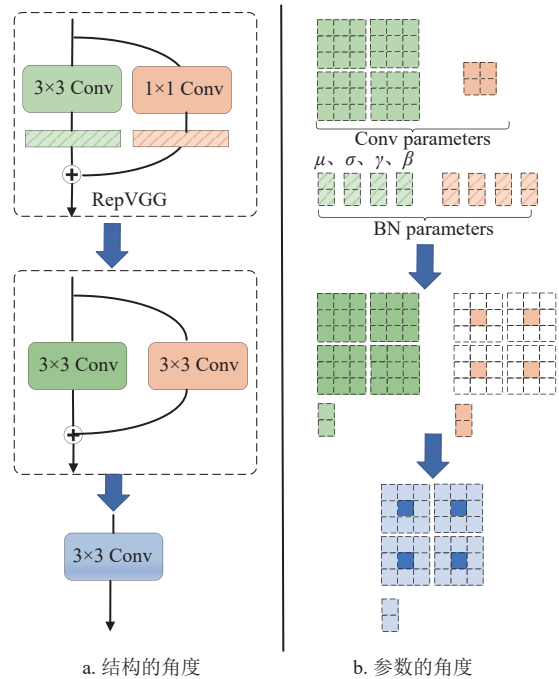 3×3 Conv
1×1 Conv
+
RepVGG
3×3 Conv
3×3 Conv
+
3×3 Conv
a. 结构的角度
Conv parameters
μ、σ、γ、β
BN parameters
b. 参数的角度